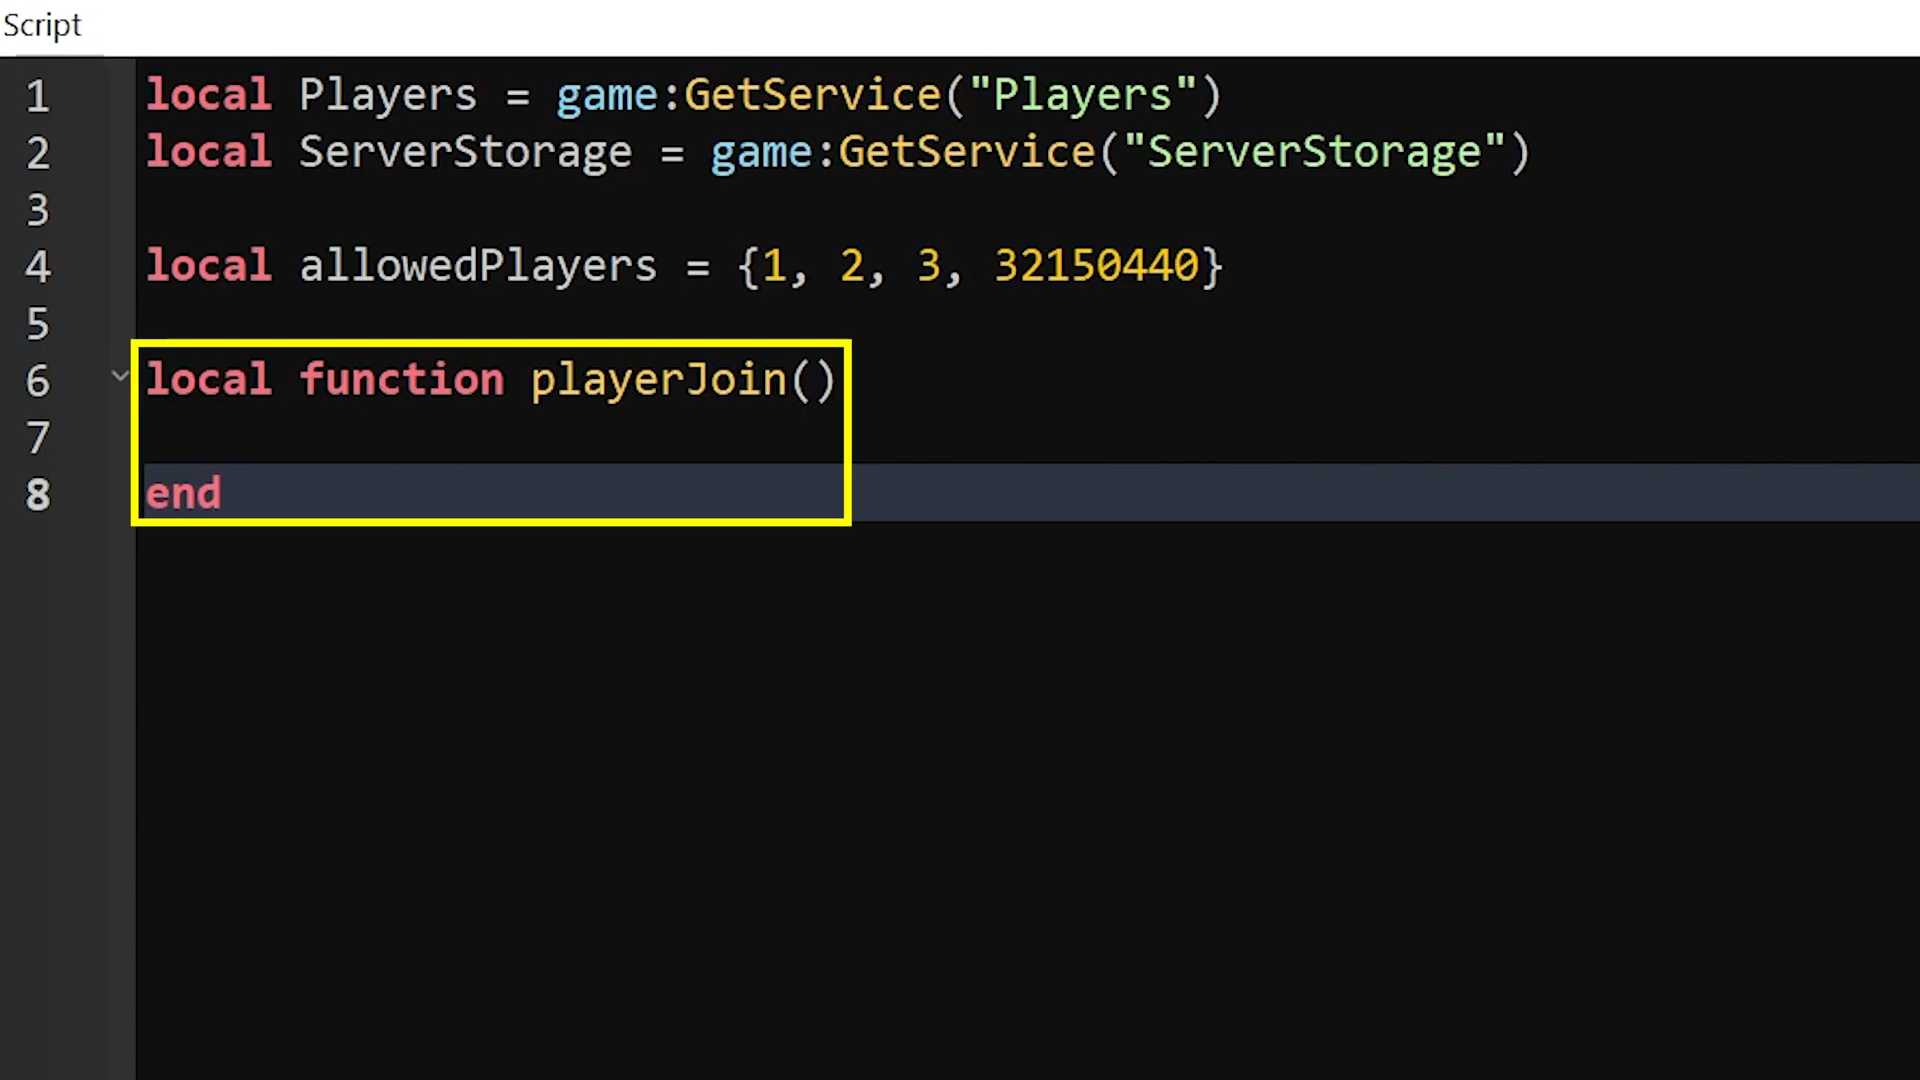 Script
1 local Players = game:GetService("Players")
2 local ServerStorage = game:GetService("ServerStorage")
3
4 local allowedPlayers = {1, 2, 3, 32150440}
5
6 local function playerJoin()
7
8 end